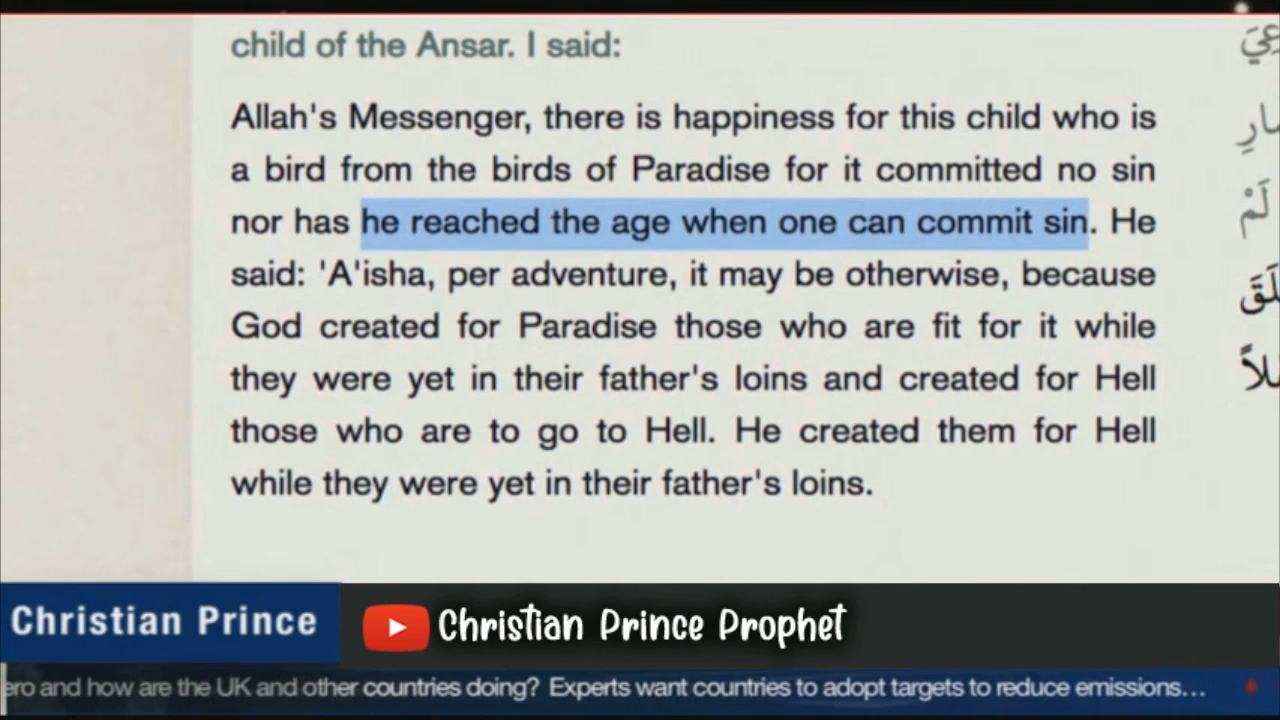 child of the Ansar. I said:
Allah's Messenger, there is happiness for this child who is
a bird from the birds of Paradise for it committed no sin
nor has he reached the age when one can commit sin. He
said: 'A'isha, per adventure, it may be otherwise, because
God created for Paradise those who are fit for it while
they were yet in their father's loins and created for Hell
those who are to go to Hell. He created them for Hell
while they were yet in their father's loins.
Christian Prince
Christian Prince Prophet
and how are the UK and other countries doing? Experts want countries to adopt targets to reduce emissions...